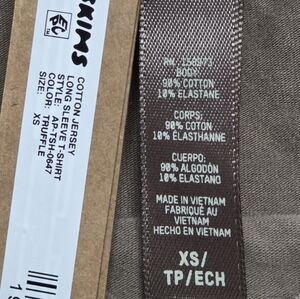 SKIMS
COTTON JERSEY
LONG SLEEVE T-SHIRT
STYLE: AP-TSH-0647
COLOR: TRUFFLE
SIZE: XS
RN. 158977
BODY
90% COTTON
10% ELASTANE
CORPS:
90% COTON
10% ELASTHANNE
CUERPO:
90% ALGODÓN
10% ELASTANO
MADE IN VIETNAM
FABRIQUÉ AU
VIETNAM
HECHO EN VIETNAM
XS/
TP/ECH